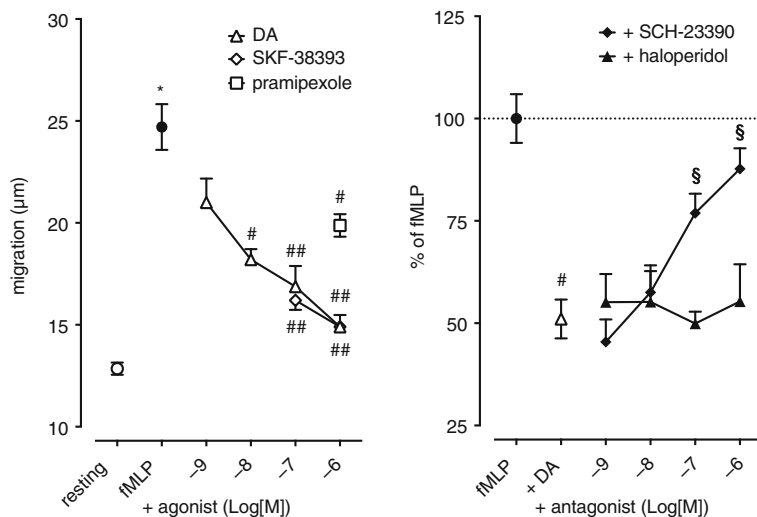 30
25
20
15
10
migration (µm)
DA
SKF-38393
pramipexole
*
#
##
##
#
##
##
resting
fMLP
–9
–8
–7
–6
+ agonist (Log[M])
125
100
75
50
25
% of fMLP
+ SCH-23390
+ haloperidol
#
§
§
fMLP
+ DA
–9
–8
–7
–6
+ antagonist (Log[M])